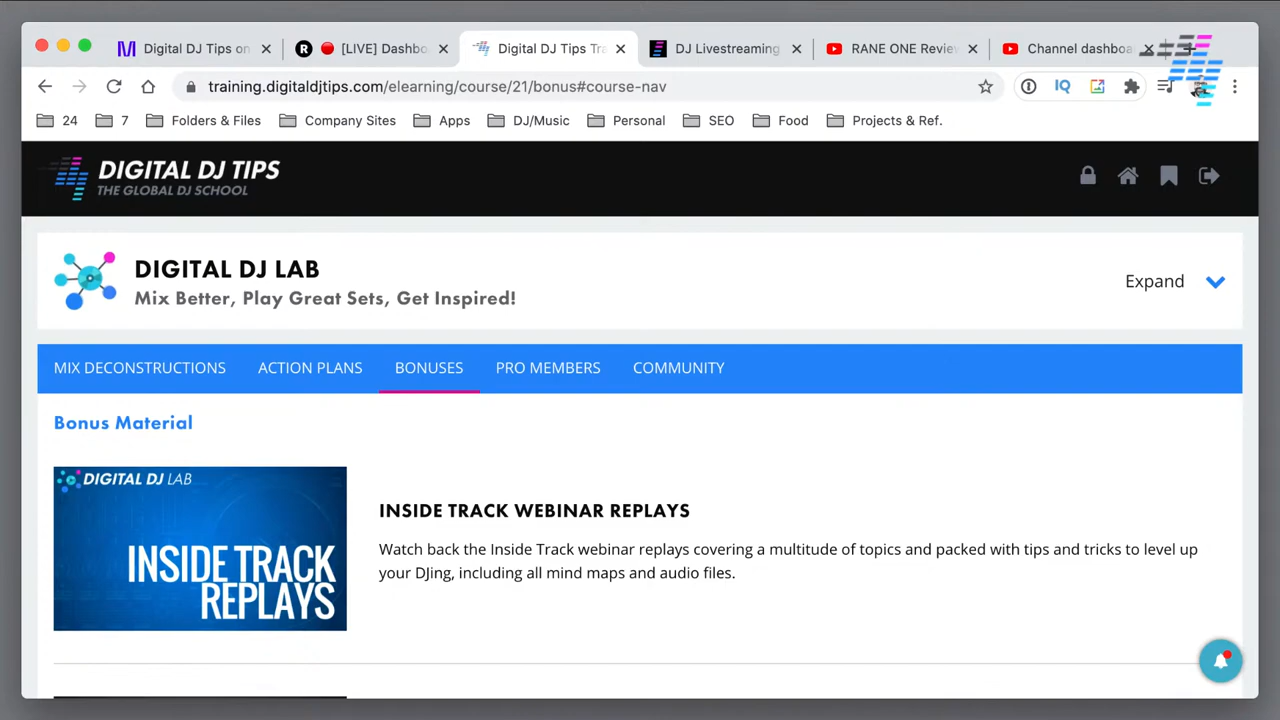 Digital DJ Tips on
[LIVE] Dashbo
Digital DJ Tips Tra
DJ Livestreaming
RANE ONE Review
Channel dashboa
training.digitaldjtips.com/elearning/course/21/bonus#course-nav
IQ
24
7
Folders & Files
Company Sites
Apps
DJ/Music
Personal
SEO
Food
Projects & Ref.
DIGITAL DJ TIPS
THE GLOBAL DJ SCHOOL
DIGITAL DJ LAB
Mix Better, Play Great Sets, Get Inspired!
Expand
MIX DECONSTRUCTIONS
ACTION PLANS
BONUSES
PRO MEMBERS
COMMUNITY
Bonus Material
DIGITAL DJ LAB
INSIDE TRACK
REPLAYS
INSIDE TRACK WEBINAR REPLAYS
Watch back the Inside Track webinar replays covering a multitude of topics and packed with tips and tricks to level up
your DJing, including all mind maps and audio files.